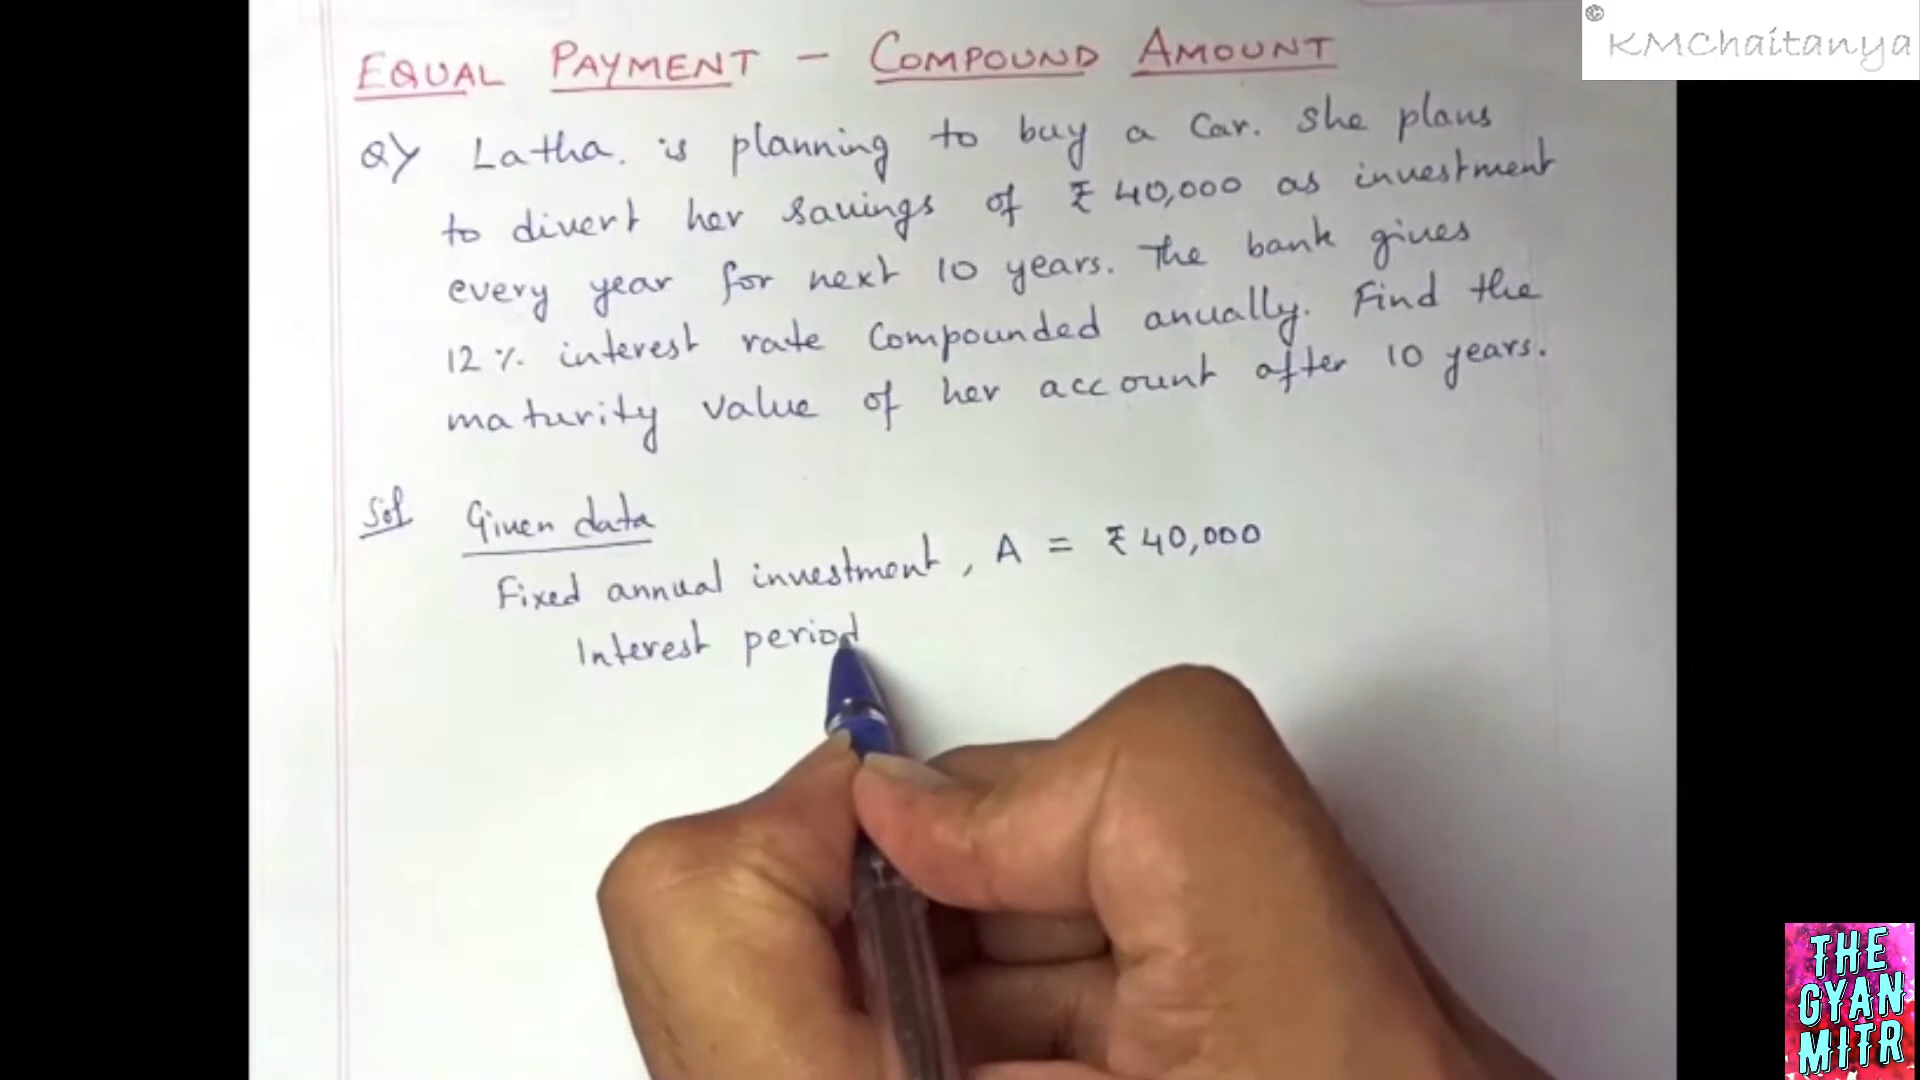 © KMChaitanya
EQUAL PAYMENT - COMPOUND AMOUNT
Q) Latha. is planning to buy a Car. She plans
to divert her savings of ₹ 40,000 as investment
every year for next 10 years. The bank gives
12% interest rate compounded anually. Find the
maturity value of her account after 10 years.
Sol Given data
Fixed annual investment, A = ₹ 40,000
Interest period
THE
GYAN
MITR